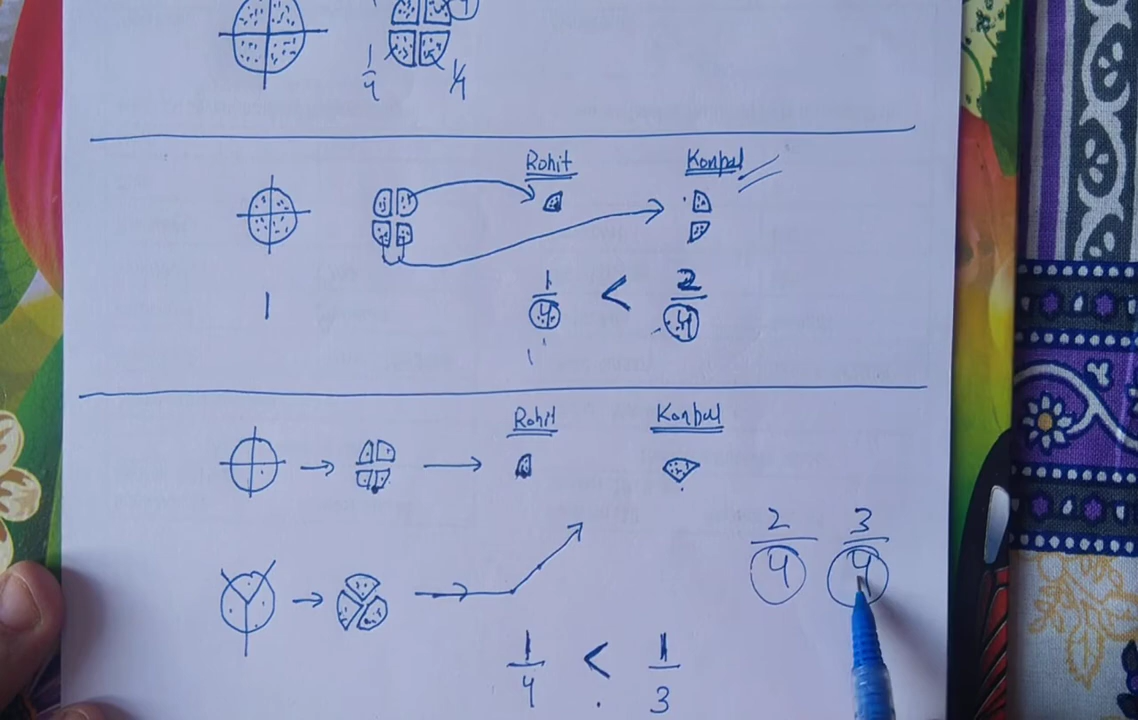 1/4 1/4
Rohit Konpal
1 1/4 < 2/4
Rohit Konpal
2/4 3/4
1/4 < 1/3